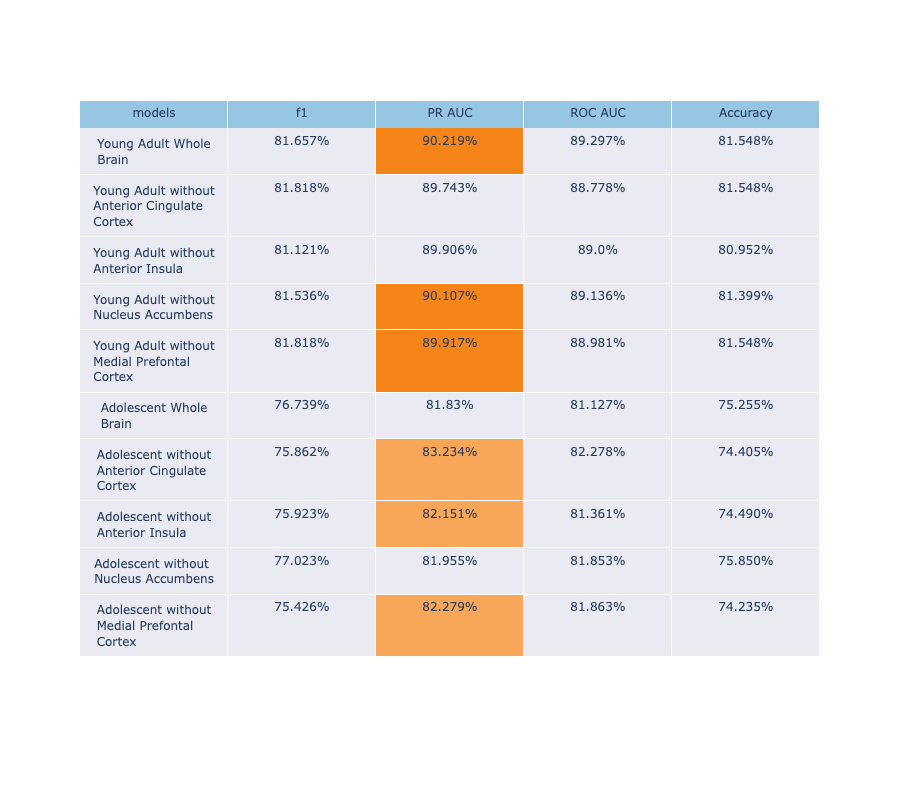 models f1 PR AUC ROC AUC Accuracy
Young Adult Whole 81.657% 90.219% 89.297% 81.548%
Brain
Young Adult without 81.818% 89.743% 88.778% 81.548%
Anterior Cingulate
Cortex
Young Adult without 81.121% 89.906% 89.0% 80.952%
Anterior Insula
Young Adult without 81.536% 90.107% 89.136% 81.399%
Nucleus Accumbens
Young Adult without 81.818% 89.917% 88.981% 81.548%
Medial Prefontal
Cortex
Adolescent Whole 76.739% 81.83% 81.127% 75.255%
Brain
Adolescent without 75.862% 83.234% 82.278% 74.405%
Anterior Cingulate
Cortex
Adolescent without 75.923% 82.151% 81.361% 74.490%
Anterior Insula
Adolescent without 77.023% 81.955% 81.853% 75.850%
Nucleus Accumbens
Adolescent without 75.426% 82.279% 81.863% 74.235%
Medial Prefontal
Cortex